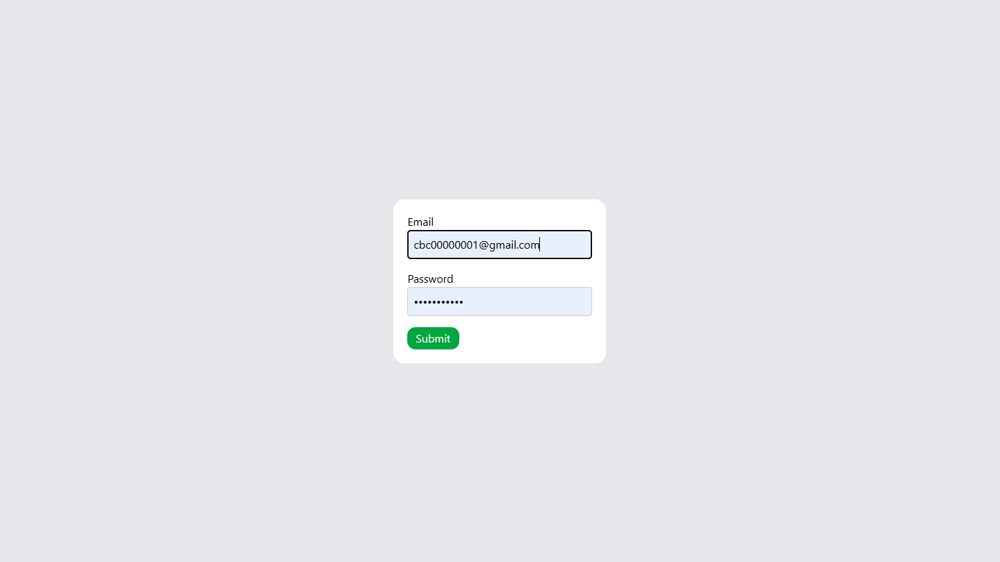 Email
cbc00000001@gmail.com
Password
•••••••••••
Submit